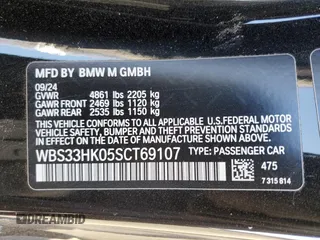 MFD BY BMW M GMBH
09/24
GVWR 4861 lbs 2205 kg
GAWR FRONT 2469 lbs 1120 kg
GAWR REAR 2535 lbs 1150 kg
THIS VEHICLE CONFORMS TO ALL APPLICABLE U.S. FEDERAL MOTOR
VEHICLE SAFETY, BUMPER, AND THEFT PREVENTION STANDARDS
IN EFFECT ON THE DATE OF MANUFACTURE SHOWN ABOVE.
WBS33HK05SCT69107
TYPE: PASSENGER CAR
475
7 315 814
DREAMBID